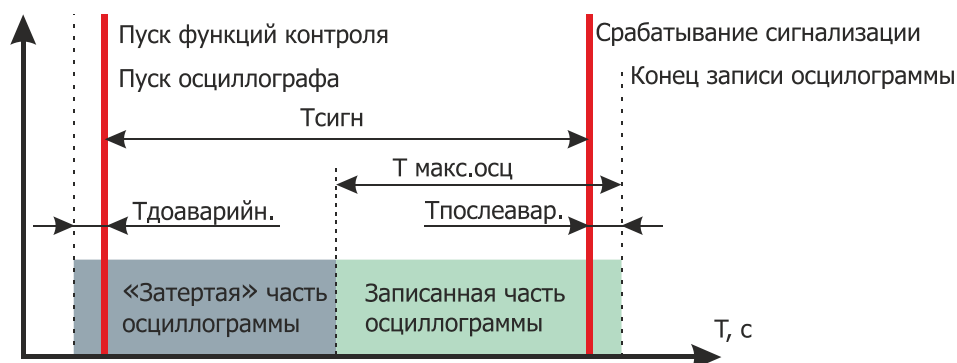 Пуск функций контроля
Срабатывание сигнализации
Пуск осциллографа
Конец записи осцилограммы
Тсигн
Т макс.осц
Тдоаварийн.
Тпослеавар.
«Затертая» часть
осциллограммы
Записанная часть
осциллограммы
Т, с